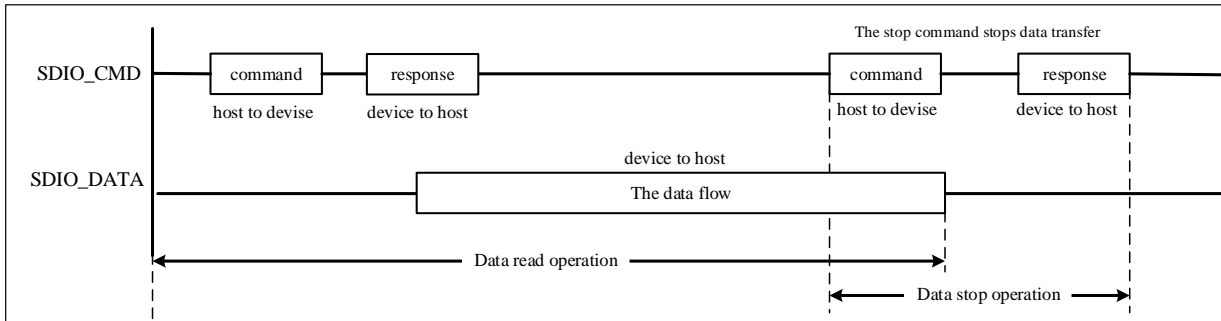 The stop command stops data transfer
SDIO_CMD
command
response
command
response
host to devise
device to host
host to devise
device to host
device to host
SDIO_DATA
The data flow
Data read operation
Data stop operation